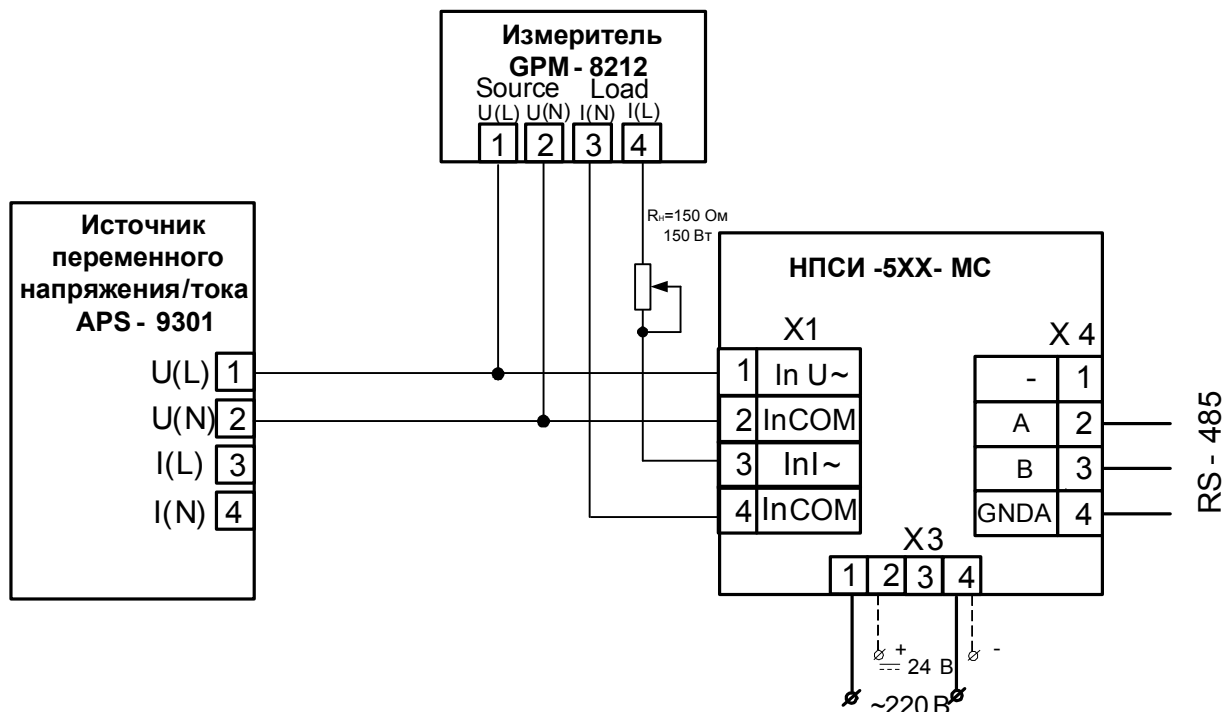 Измеритель
GPM - 8212
Source Load
U(L) U(N) I(N) I(L)
1 2 3 4
Rн=150 Ом
150 Вт
Источник
переменного
напряжения/тока
APS - 9301
U(L) 1
U(N) 2
I(L) 3
I(N) 4
НПСИ -5ХХ- МС
X1
1 In U~
2 InCOM
3 InI~
4 InCOM
X 4
- 1
A 2
B 3
GNDA 4
RS - 485
X3
1 2 3 4
+ -
24 В
~220 В